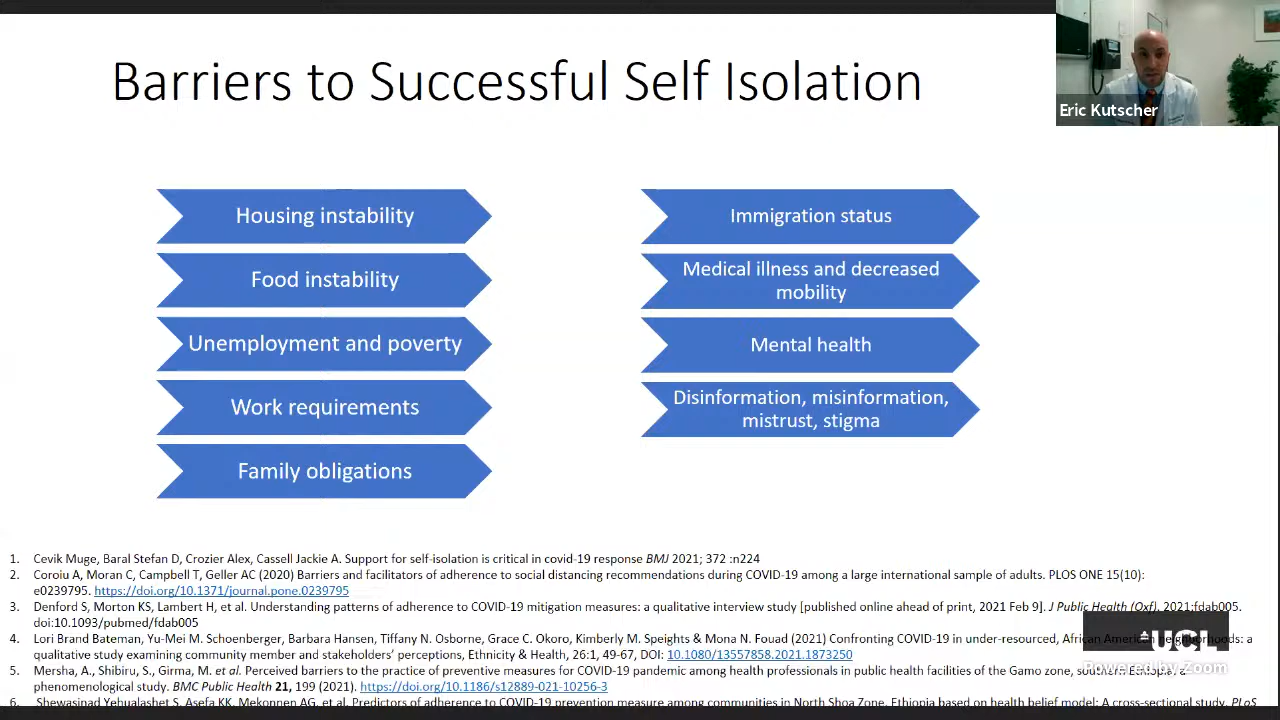 Barriers to Successful Self Isolation
Eric Kutscher
Housing instability
Food instability
Unemployment and poverty
Work requirements
Family obligations
Immigration status
Medical illness and decreased
mobility
Mental health
Disinformation, misinformation,
mistrust, stigma
1. Cevik Muge, Baral Stefan D, Crozier Alex, Cassell Jackie A. Support for self-isolation is critical in covid-19 response BMJ 2021; 372 :n224
2. Coroiu A, Moran C, Campbell T, Geller AC (2020) Barriers and facilitators of adherence to social distancing recommendations during COVID-19 among a large international sample of adults. PLOS ONE 15(10):
e0239795. https://doi.org/10.1371/journal.pone.0239795
3. Denford S, Morton KS, Lambert H, et al. Understanding patterns of adherence to COVID-19 mitigation measures: a qualitative interview study [published online ahead of print, 2021 Feb 9]. J Public Health (Oxf). 2021;fdab005.
doi:10.1093/pubmed/fdab005
4. Lori Brand Bateman, Yu-Mei M. Schoenberger, Barbara Hansen, Tiffany N. Osborne, Grace C. Okoro, Kimberly M. Speights & Mona N. Fouad (2021) Confronting COVID-19 in under-resourced, African American neighborhoods: a
qualitative study examining community member and stakeholders' perceptions, Ethnicity & Health, 26:1, 49-67, DOI: 10.1080/13557858.2021.1873250
5. Mersha, A., Shibiru, S., Girma, M. et al. Perceived barriers to the practice of preventive measures for COVID-19 pandemic among health professionals in public health facilities of the Gamo zone, southern Ethiopia: a
phenomenological study. BMC Public Health 21, 199 (2021). https://doi.org/10.1186/s12889-021-10256-3
6. Shewasinad Yehualashet S, Asefa KK, Mekonnen AG, et al. Predictors of adherence to COVID-19 prevention measure among communities in North Shoa Zone, Ethiopia based on health belief model: A cross-sectional study. PLoS
UCL
Powered by Zoom